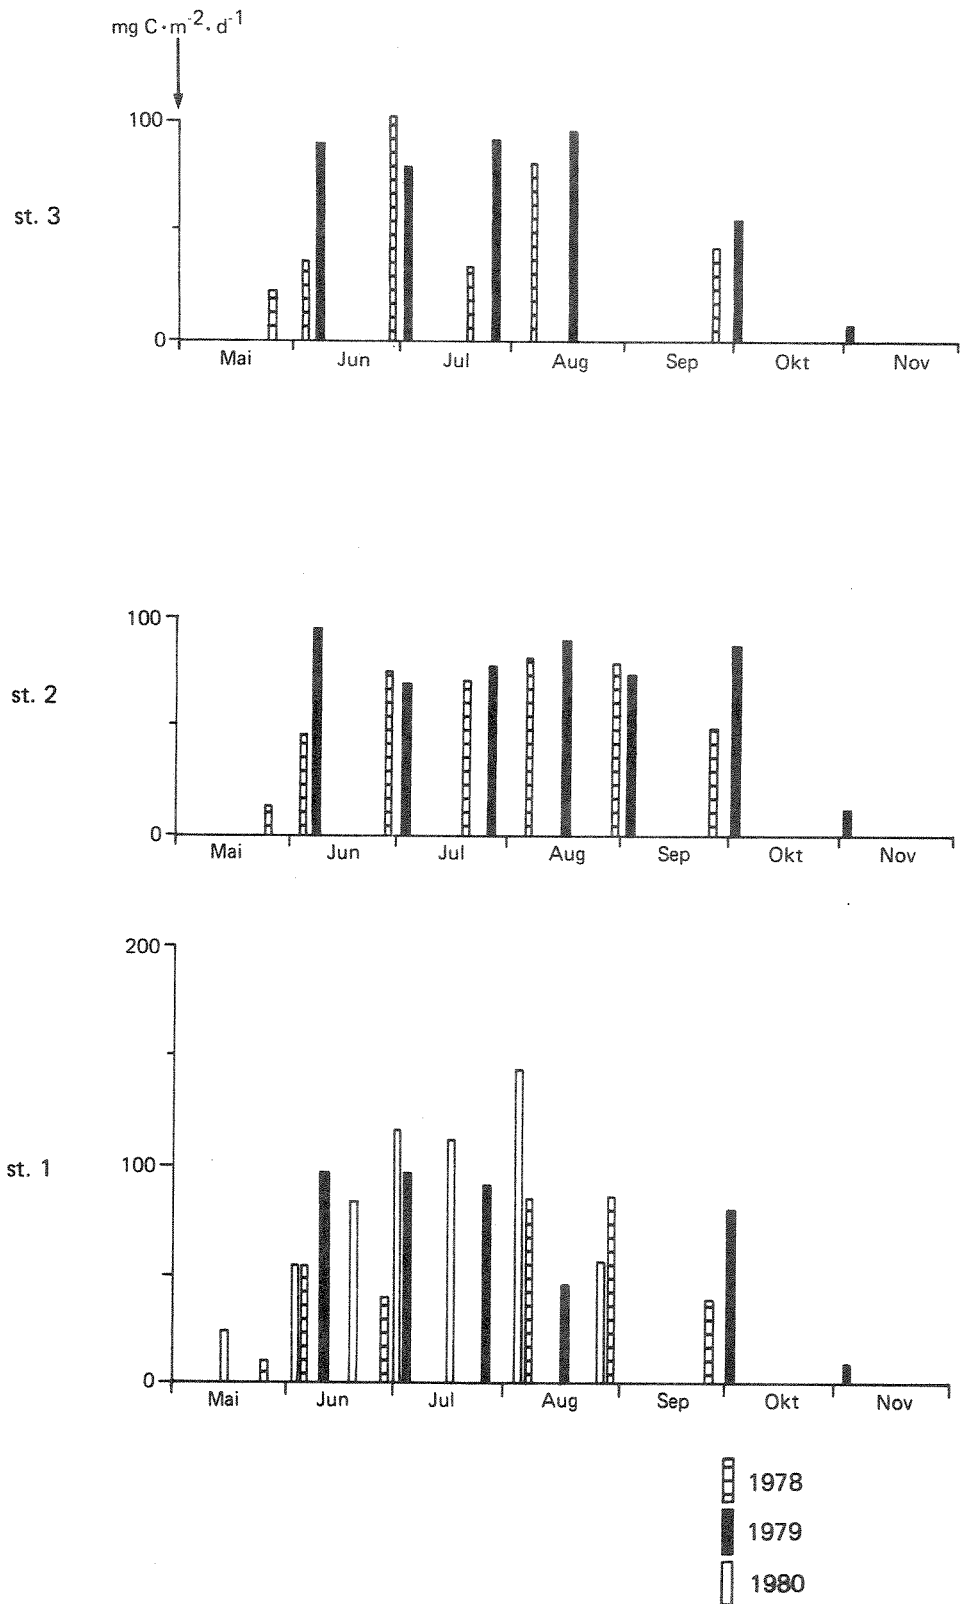 mg C·m⁻²·d⁻¹
st. 3
100
0
Mai Jun Jul Aug Sep Okt Nov
st. 2
100
0
Mai Jun Jul Aug Sep Okt Nov
st. 1
200
100
0
Mai Jun Jul Aug Sep Okt Nov
1978
1979
1980